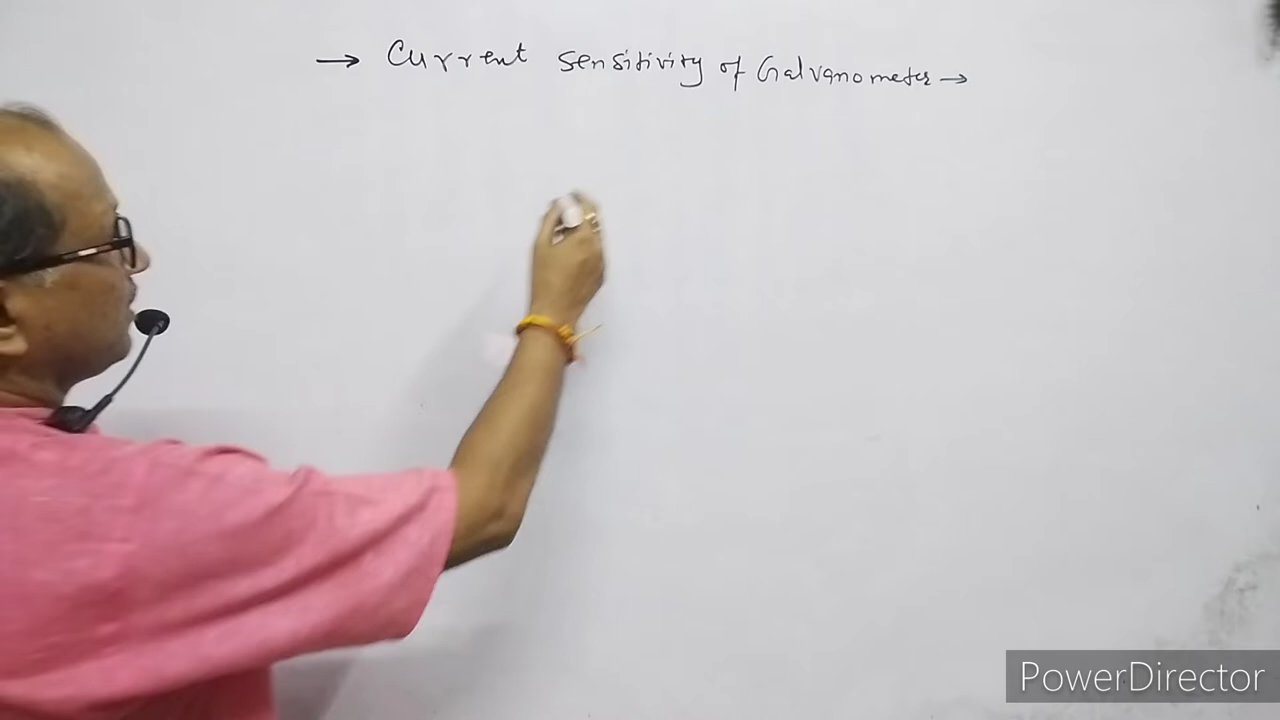 → Current sensitivity of Galvanometer →
PowerDirector